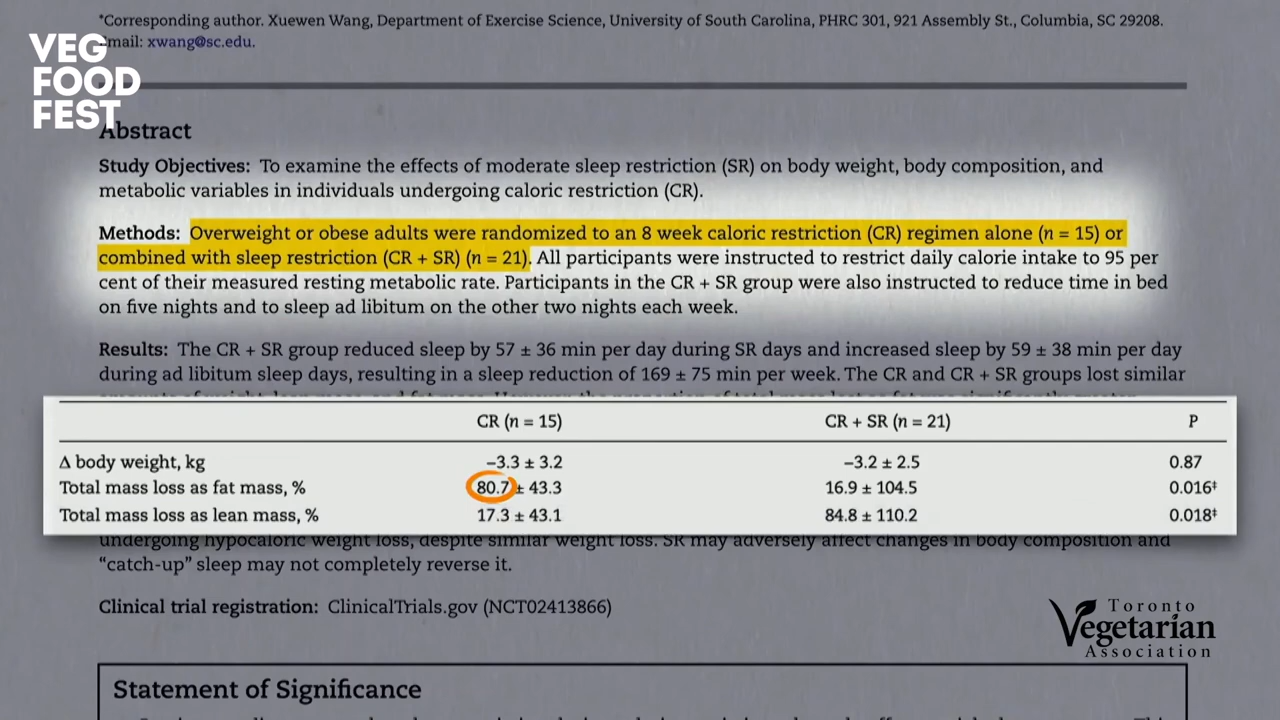 *Corresponding author. Xuewen Wang, Department of Exercise Science, University of South Carolina, PHRC 301, 921 Assembly St., Columbia, SC 29208.
Email: xwang@sc.edu.
VEG
FOOD
FEST
Abstract
Study Objectives: To examine the effects of moderate sleep restriction (SR) on body weight, body composition, and
metabolic variables in individuals undergoing caloric restriction (CR).
Methods: Overweight or obese adults were randomized to an 8 week caloric restriction (CR) regimen alone (n = 15) or
combined with sleep restriction (CR + SR) (n = 21). All participants were instructed to restrict daily calorie intake to 95 per
cent of their measured resting metabolic rate. Participants in the CR + SR group were also instructed to reduce time in bed
on five nights and to sleep ad libitum on the other two nights each week.
Results: The CR + SR group reduced sleep by 57 ± 36 min per day during SR days and increased sleep by 59 ± 38 min per day
during ad libitum sleep days, resulting in a sleep reduction of 169 ± 75 min per week. The CR and CR + SR groups lost similar
CR (n = 15) CR + SR (n = 21) P
Δ body weight, kg −3.3 ± 3.2 −3.2 ± 2.5 0.87
Total mass loss as fat mass, % 80.7 ± 43.3 16.9 ± 104.5 0.016‡
Total mass loss as lean mass, % 17.3 ± 43.1 84.8 ± 110.2 0.018‡
undergoing hypocaloric weight loss, despite similar weight loss. SR may adversely affect changes in body composition and
“catch-up” sleep may not completely reverse it.
Clinical trial registration: ClinicalTrials.gov (NCT02413866)
Toronto
Vegetarian
Association
Statement of Significance